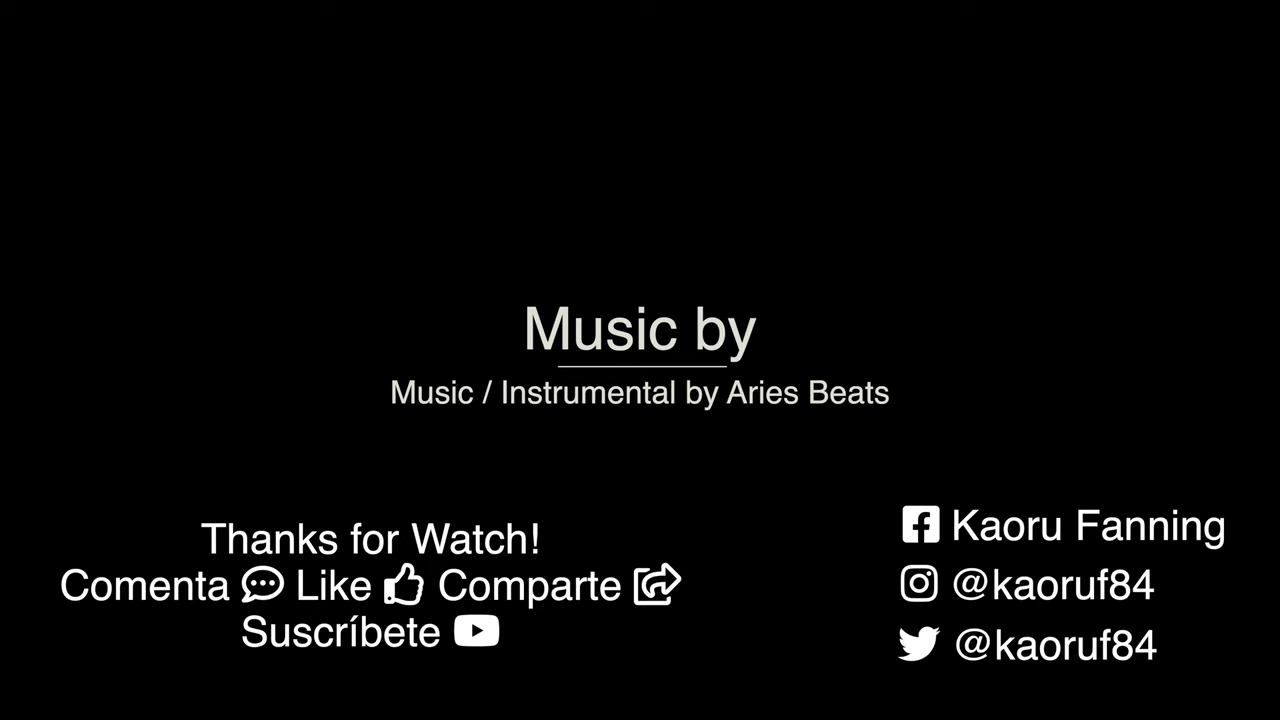 Music by
Music / Instrumental by Aries Beats
Thanks for Watch!
Comenta Like Comparte
Suscríbete
Kaoru Fanning
@kaoruf84
@kaoruf84